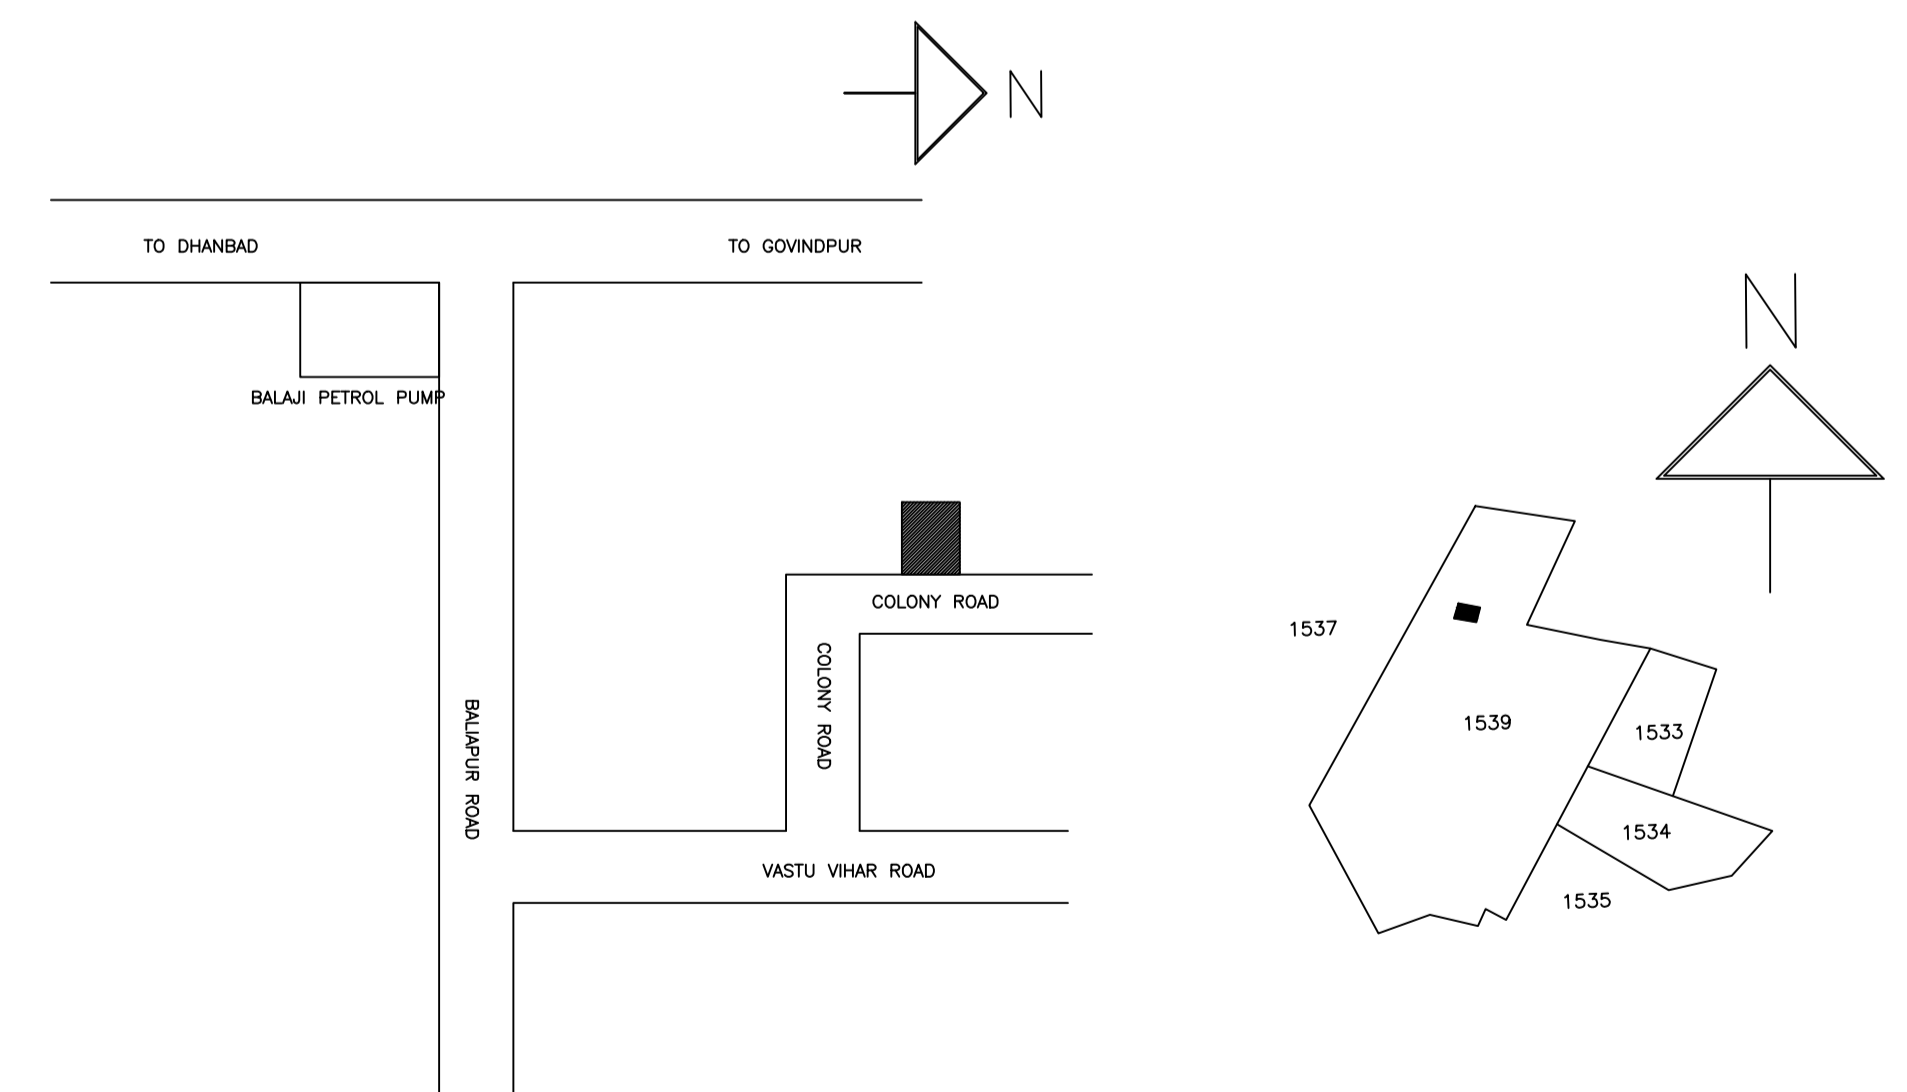 N
TO DHANBAD
TO GOVINDPUR
BALAJI PETROL PUMP
COLONY ROAD
COLONY ROAD
BALIAPUR ROAD
VASTU VIHAR ROAD
N
1537
1539
1533
1534
1535